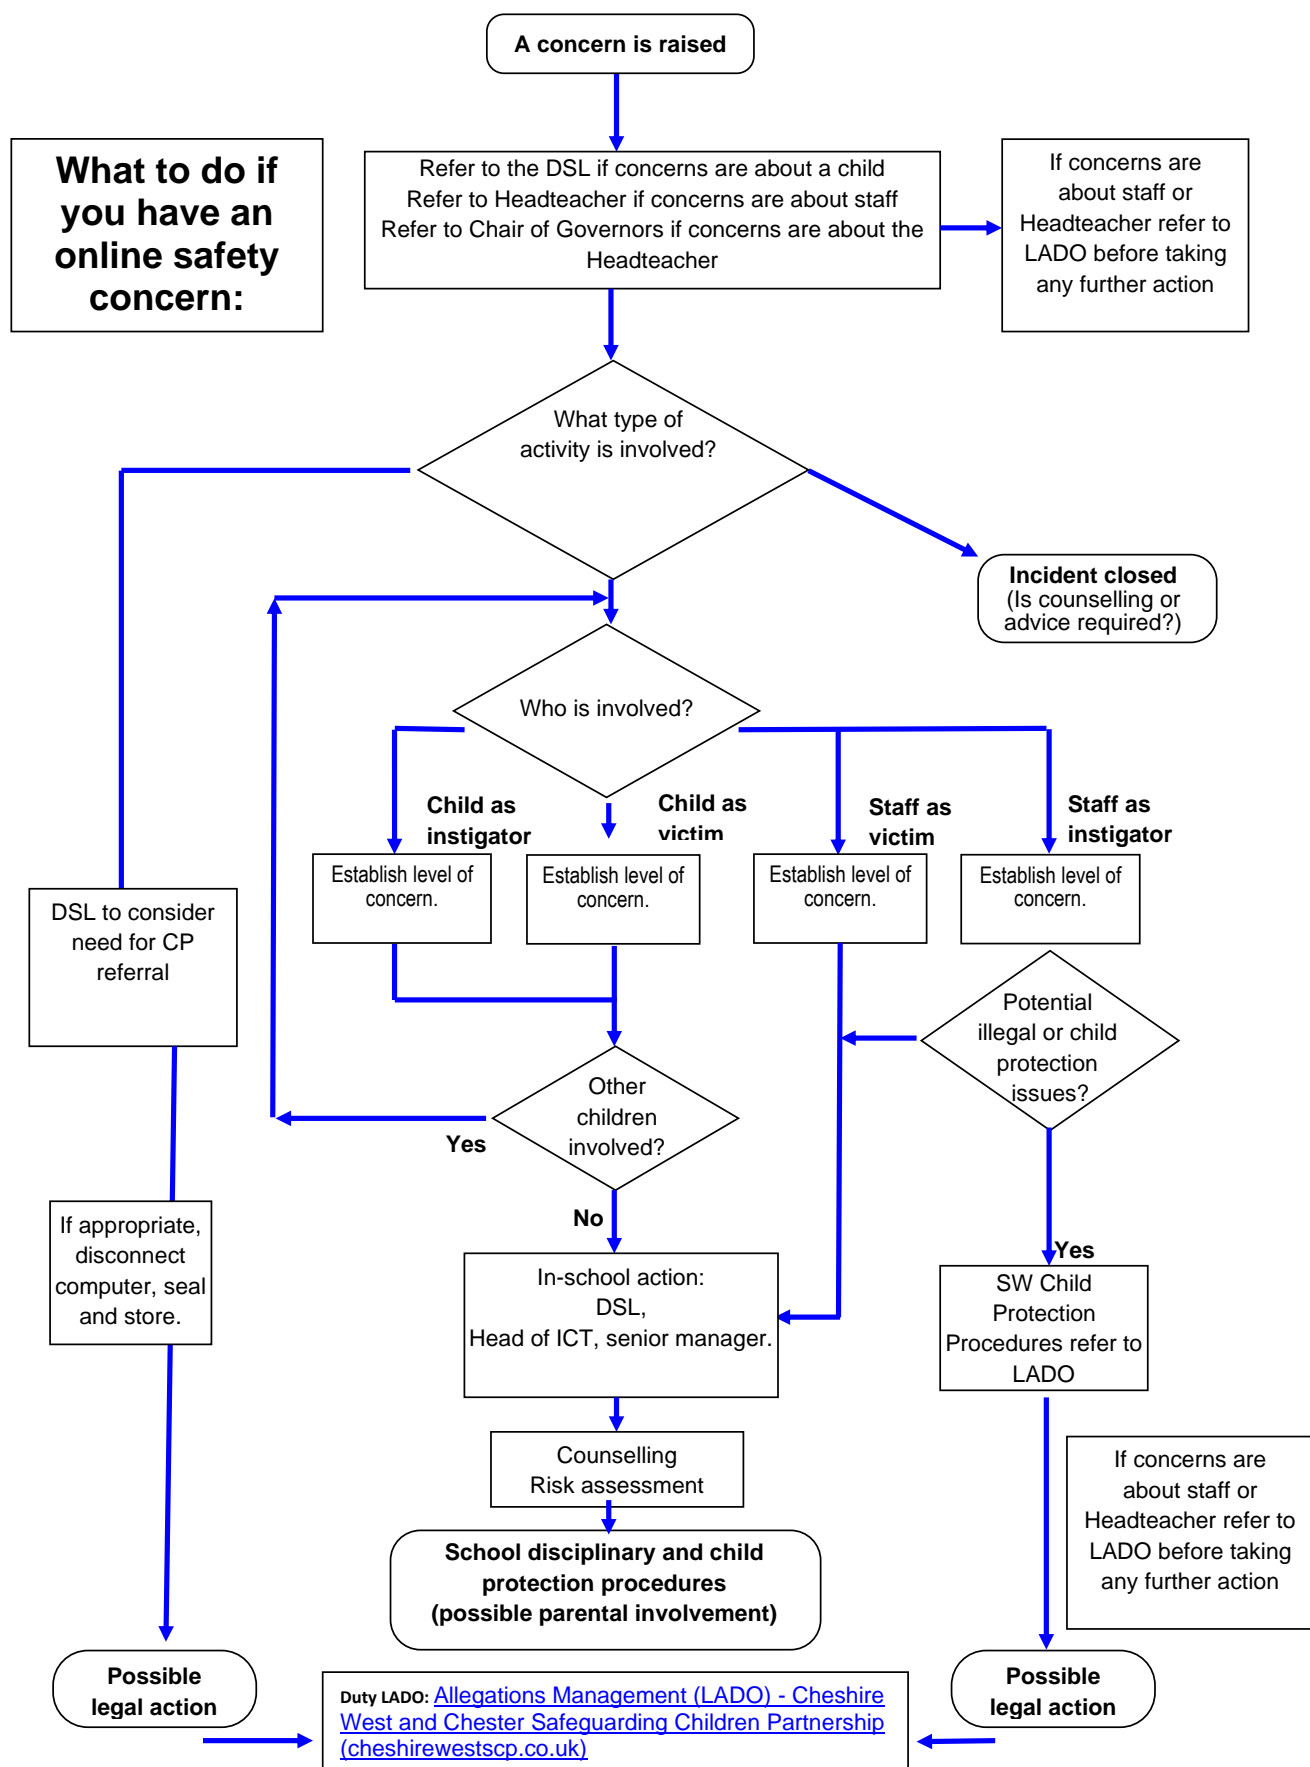 A concern is raised
What to do if
you have an
online safety
concern:
Refer to the DSL if concerns are about a child
Refer to Headteacher if concerns are about staff
Refer to Chair of Governors if concerns are about the
Headteacher
If concerns are
about staff or
Headteacher refer to
LADO before taking
any further action
What type of
activity is involved?
Incident closed
(Is counselling or
advice required?)
Who is involved?
Child as
instigator
Child as
victim
Staff as
victim
Staff as
instigator
Establish level of
concern.
Establish level of
concern.
Establish level of
concern.
Establish level of
concern.
DSL to consider
need for CP
referral
Potential
illegal or child
protection
issues?
Other
children
involved?
Yes
No
If appropriate,
disconnect
computer, seal
and store.
In-school action:
DSL,
Head of ICT, senior manager.
Yes
SW Child
Protection
Procedures refer to
LADO
Counselling
Risk assessment
If concerns are
about staff or
Headteacher refer to
LADO before taking
any further action
School disciplinary and child
protection procedures
(possible parental involvement)
Possible
legal action
Duty LADO: Allegations Management (LADO) - Cheshire
West and Chester Safeguarding Children Partnership
(cheshirewestscp.co.uk)
Possible
legal action